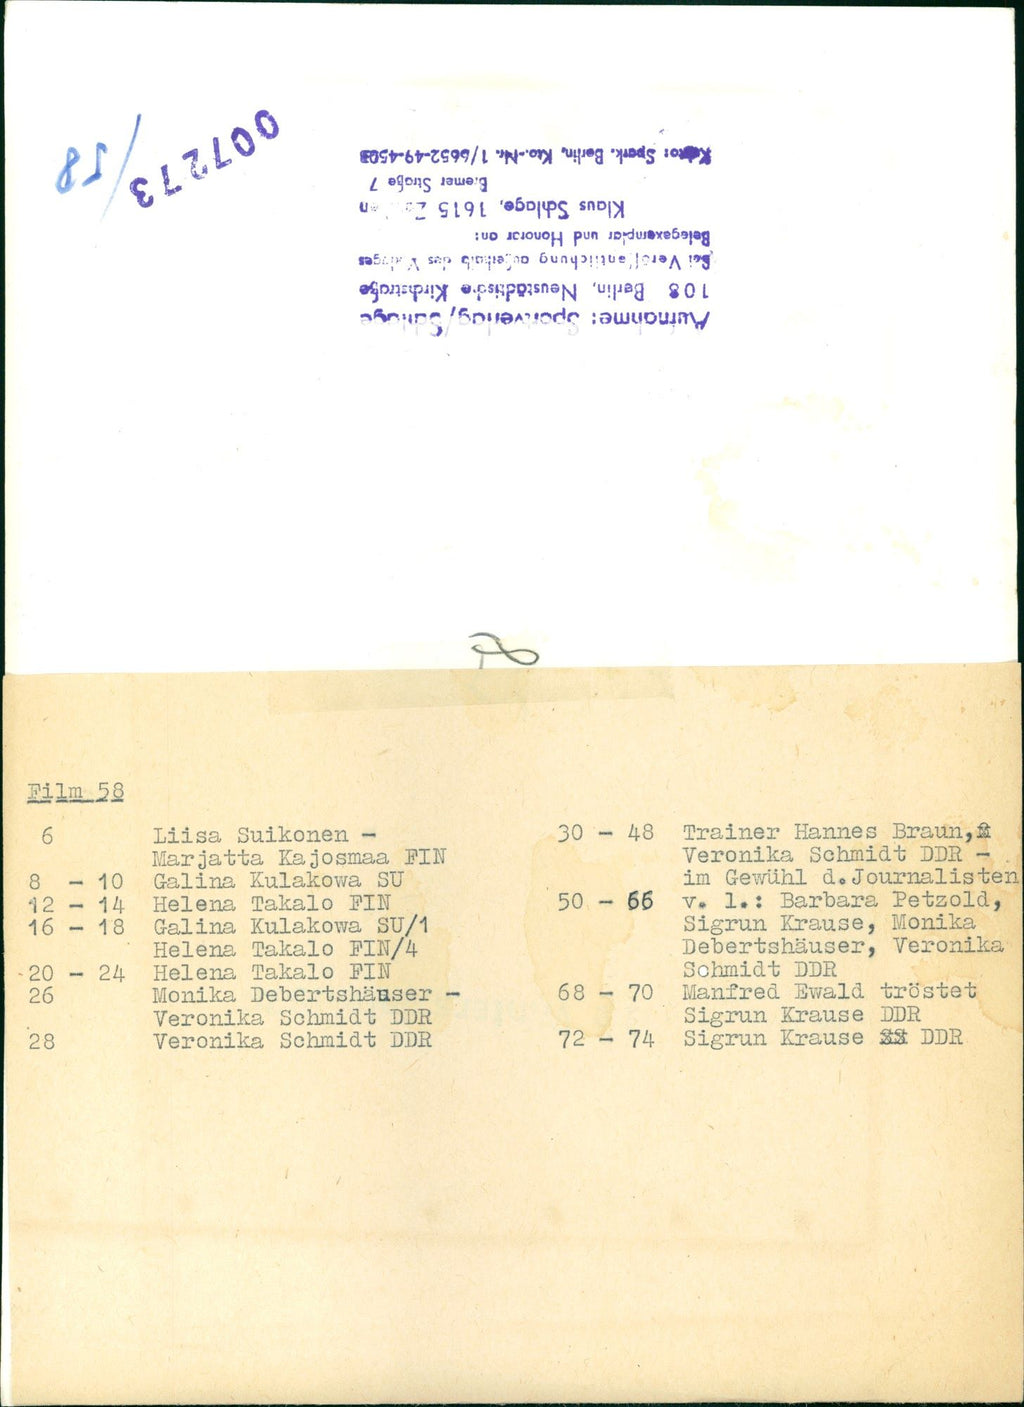 007273
/58
Aufnahme: Sportverlag/Schlage
108 Berlin, Neustädtische Kirchstraße
Bei Veröffentlichung außerhalb des Verlages
Belegexemplar und Honorar an:
Klaus Schlage, 1615
Bremer Straße 7
Konto: Spark. Berlin, Kto.-Nr. 1/6652-49-4503
Film 58
6 Liisa Suikonen -
Marjatta Kajosmaa FIN
8 - 10 Galina Kulakowa SU
12 - 14 Helena Takalo FIN
16 - 18 Galina Kulakowa SU/1
Helena Takalo FIN/4
20 - 24 Helena Takalo FIN
26 Monika Debertshäuser -
Veronika Schmidt DDR
28 Veronika Schmidt DDR
30 - 48 Trainer Hannes Braun,
Veronika Schmidt DDR -
im Gewühl d.Journalisten
50 - 66 v. l.: Barbara Petzold,
Sigrun Krause, Monika
Debertshäuser, Veronika
Schmidt DDR
68 - 70 Manfred Ewald tröstet
Sigrun Krause DDR
72 - 74 Sigrun Krause DDR